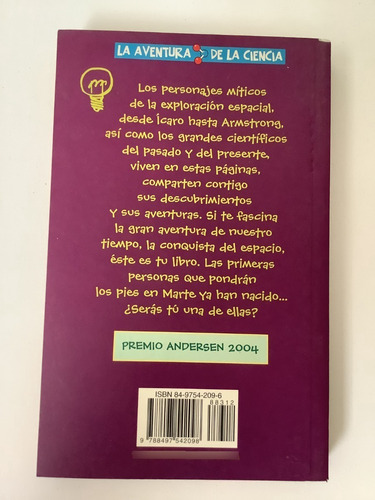 LA AVENTURA DE LA CIENCIA
Los personajes míticos
de la exploración espacial,
desde Ícaro hasta Armstrong,
así como los grandes científicos
del pasado y del presente,
viven en estas páginas,
comparten contigo
sus descubrimientos
y sus aventuras. Si te fascina
la gran aventura de nuestro
tiempo, la conquista del espacio,
éste es tu libro. Las primeras
personas que pondrán
los pies en Marte ya han nacido...
¿Serás tú una de ellas?
PREMIO ANDERSEN 2004
ISBN 84-9754-209-6
88312
9 788497 542098